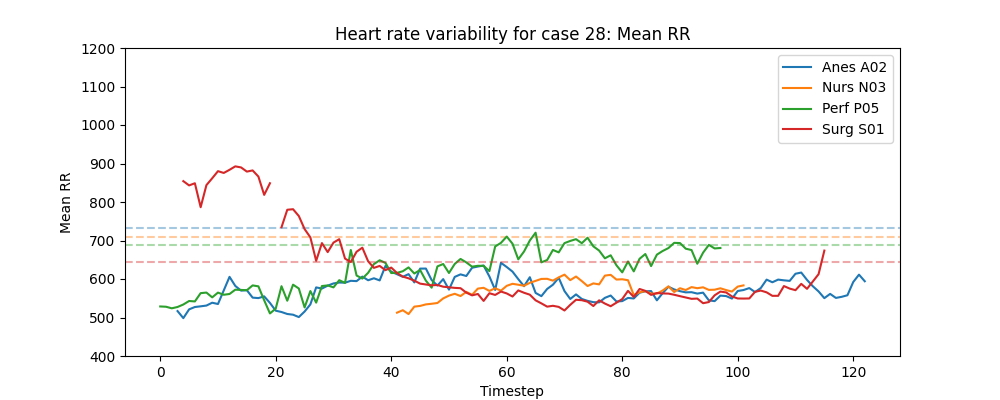 Heart rate variability for case 28: Mean RR
1200
1100
1000
900
800
700
600
500
400
Mean RR
0
20
40
60
80
100
120
Timestep
Anes A02
Nurs N03
Perf P05
Surg S01